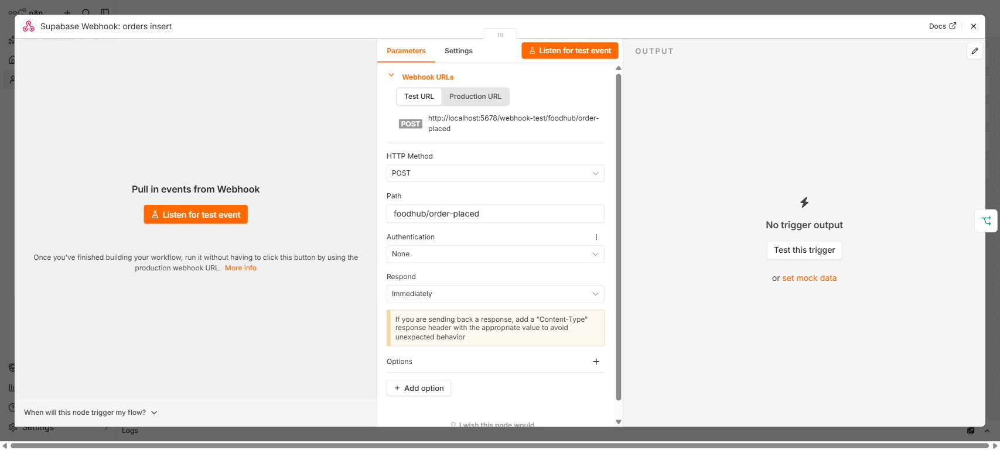 n8n
Supabase Webhook: orders insert
Docs
Parameters
Settings
Listen for test event
OUTPUT
Webhook URLs
Test URL
Production URL
POST
http://localhost:5678/webhook-test/foodhub/order-
placed
HTTP Method
POST
Path
foodhub/order-placed
Authentication
None
Respond
Immediately
If you are sending back a response, add a "Content-Type"
response header with the appropriate value to avoid
unexpected behavior
Options
Add option
I wish this node would
Pull in events from Webhook
Listen for test event
Once you've finished building your workflow, run it without having to click this button by using the
production webhook URL. More info
When will this node trigger my flow?
No trigger output
Test this trigger
or set mock data
Settings
Logs